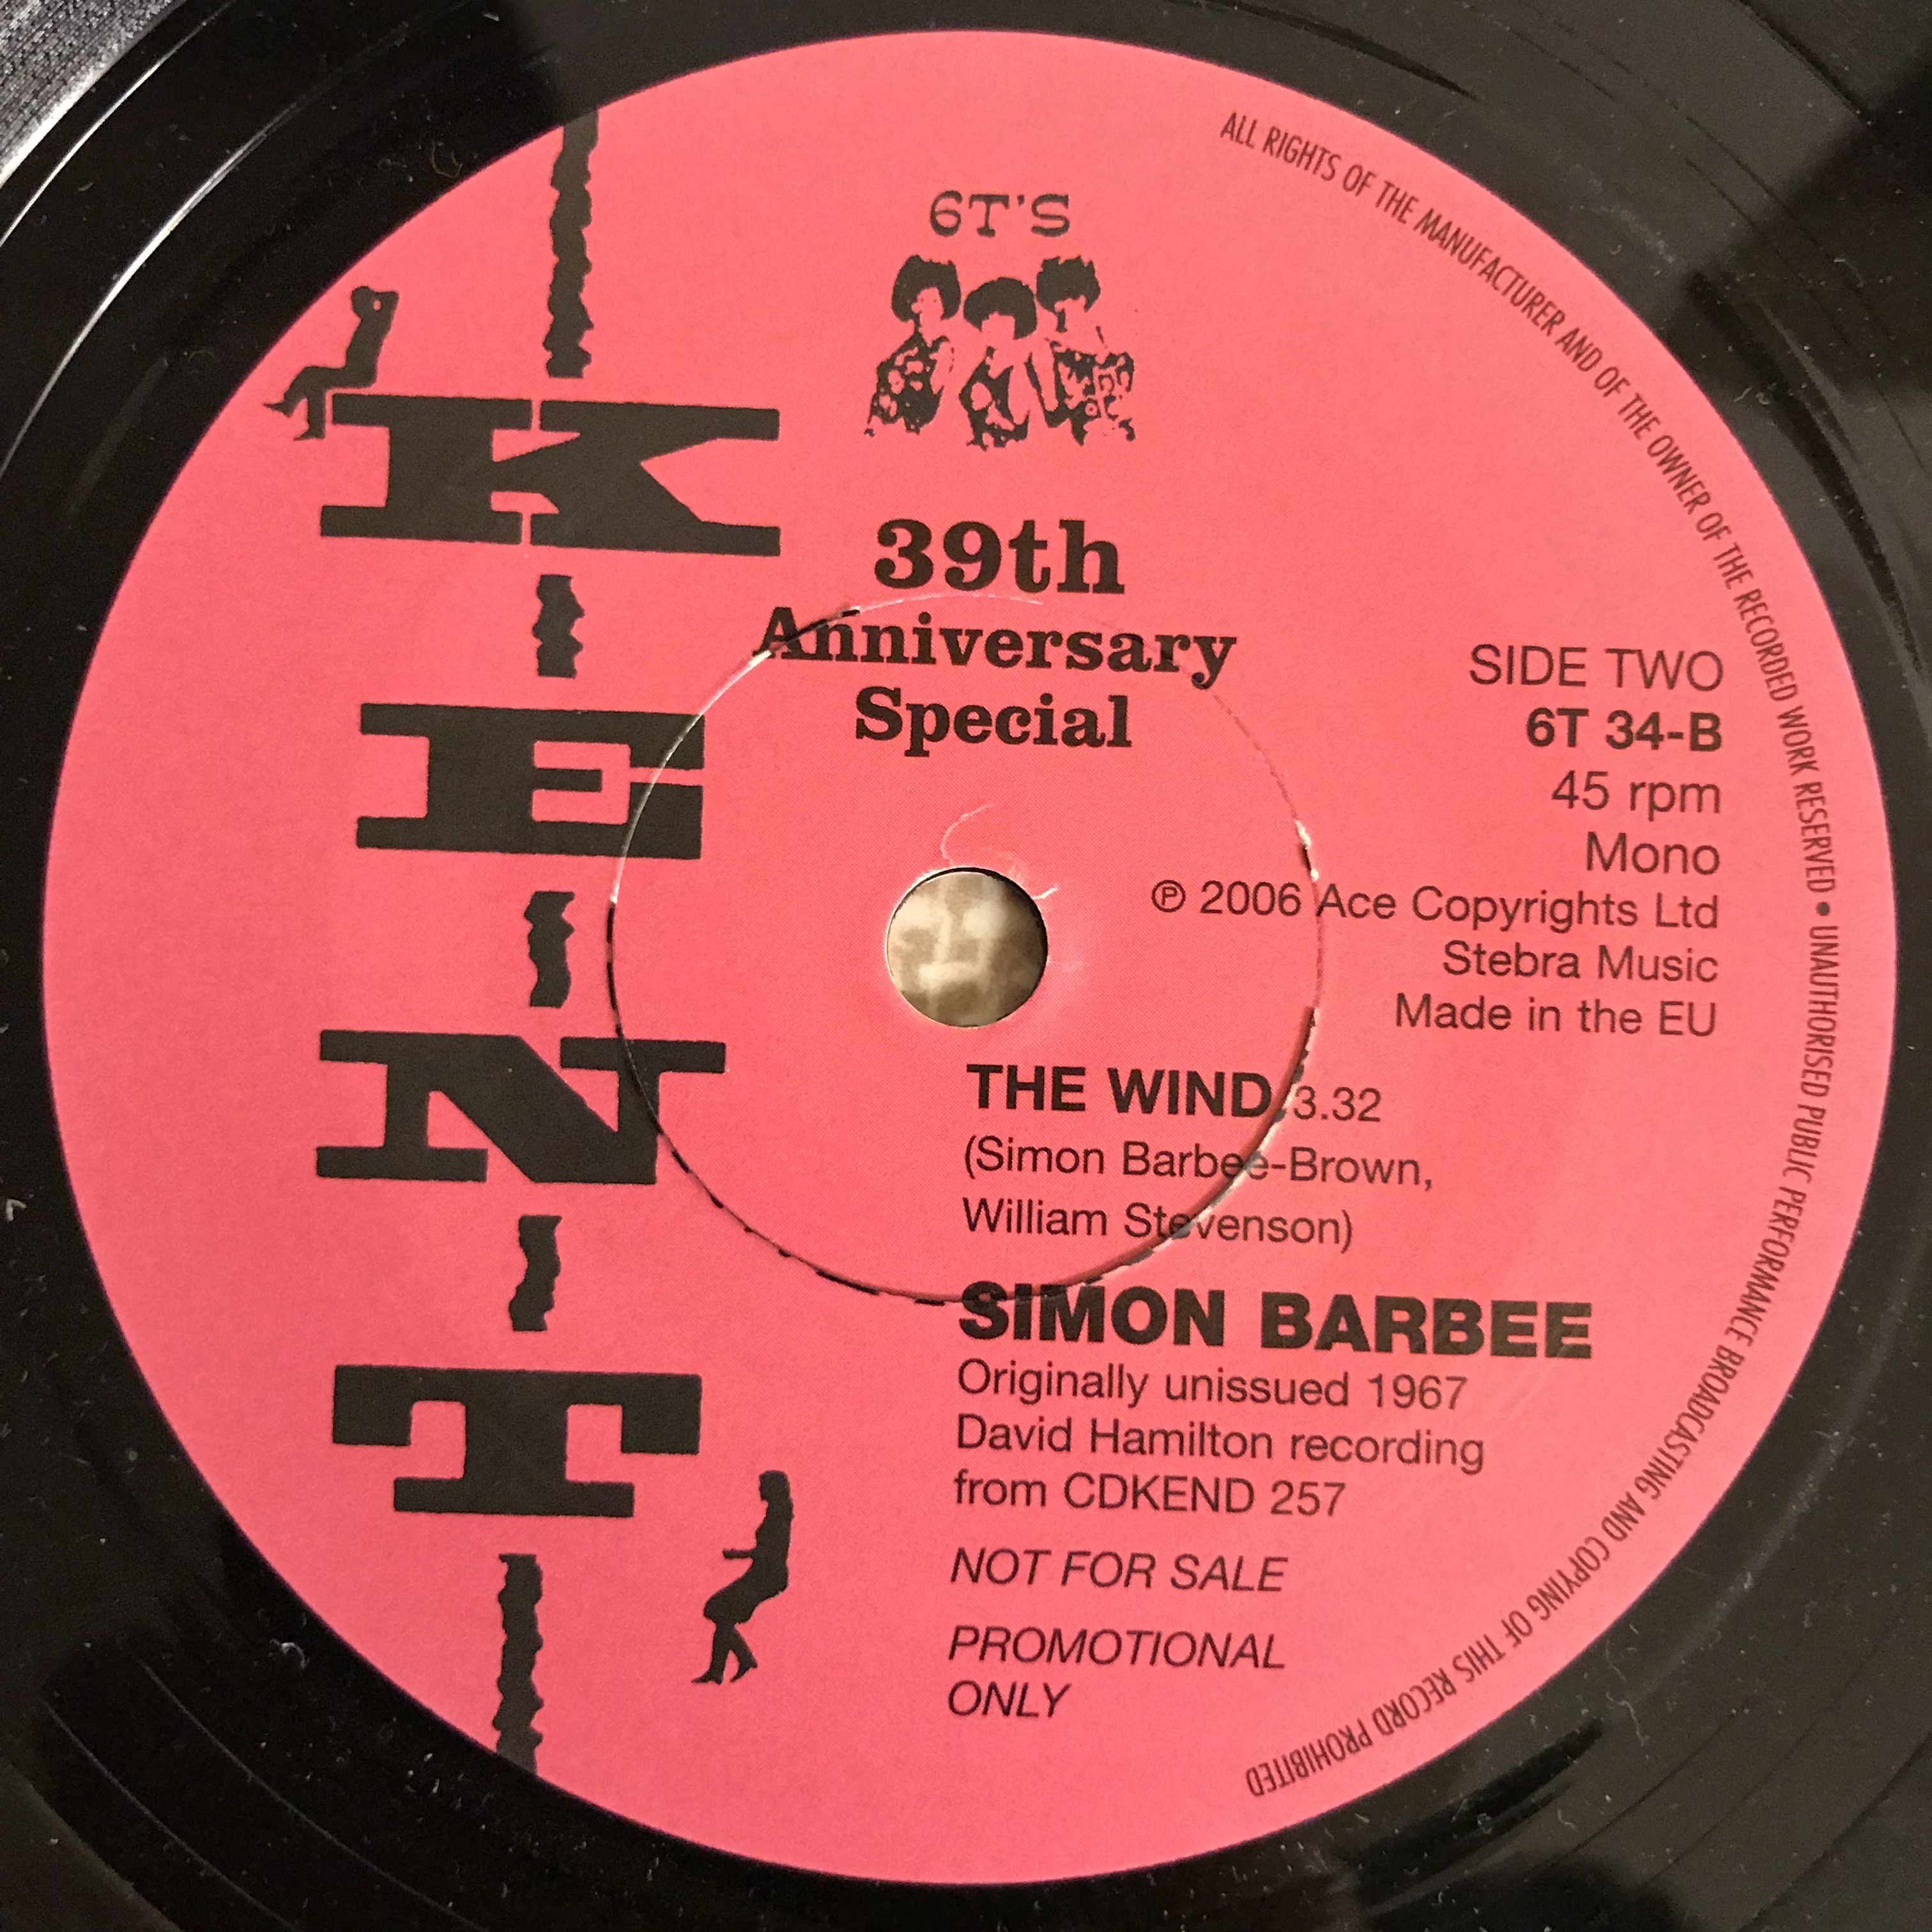 KENT
6T'S
39th
Anniversary
Special
SIDE TWO
6T 34-B
45 rpm
Mono
℗ 2006 Ace Copyrights Ltd
Stebra Music
Made in the EU
THE WIND 3.32
(Simon Barbee-Brown,
William Stevenson)
SIMON BARBEE
Originally unissued 1967
David Hamilton recording
from CDKEND 257
NOT FOR SALE
PROMOTIONAL
ONLY
ALL RIGHTS OF THE MANUFACTURER AND OF THE OWNER OF THE RECORDED WORK RESERVED • UNAUTHORISED PUBLIC PERFORMANCE BROADCASTING AND COPYING OF THIS RECORD PROHIBITED